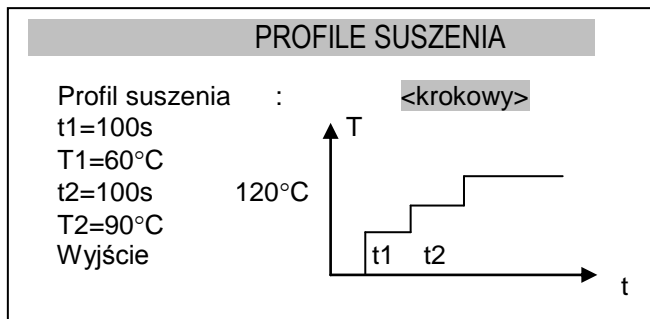 PROFILE SUSZENIA
Profil suszenia : <krokowy>
t1=100s
T
T1=60°C
t2=100s 120°C
T2=90°C
Wyjście
t1 t2
t